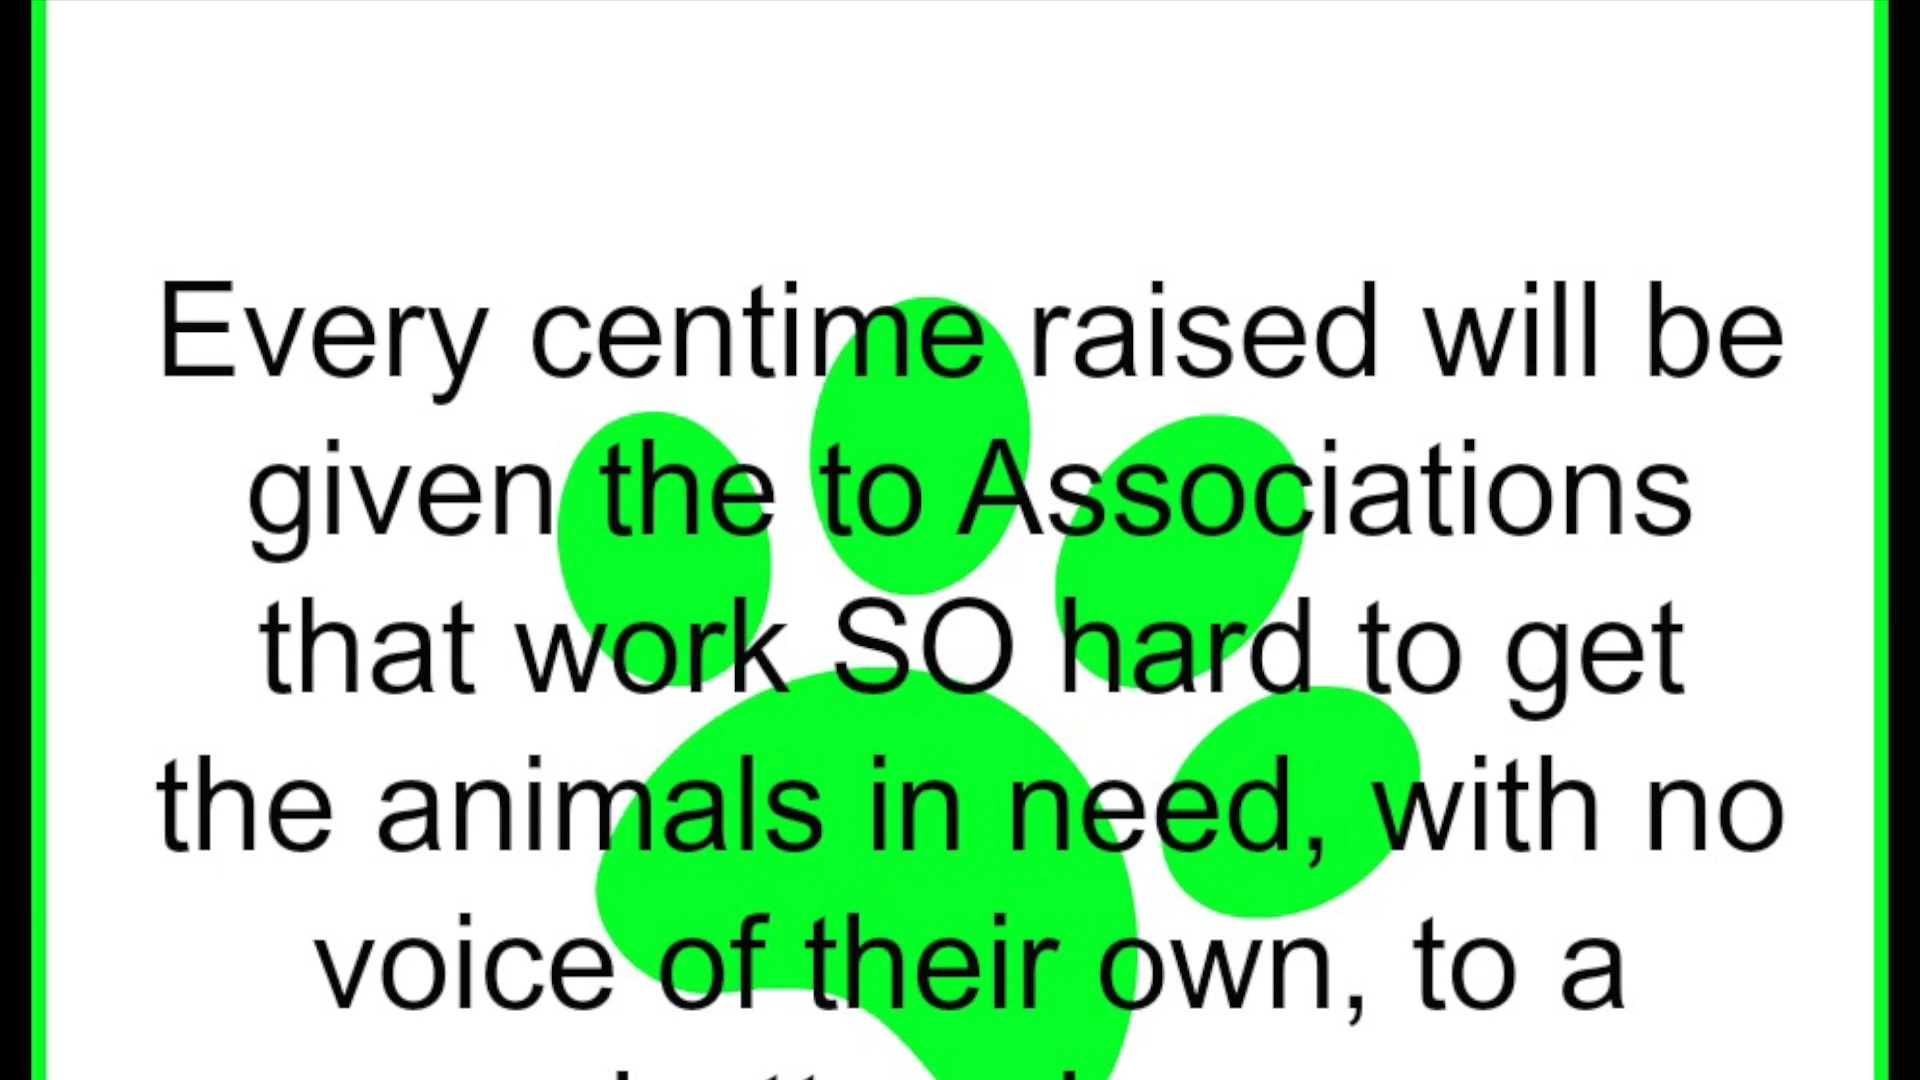 Every centime raised will be
given the to Associations
that work SO hard to get
the animals in need, with no
voice of their own, to a